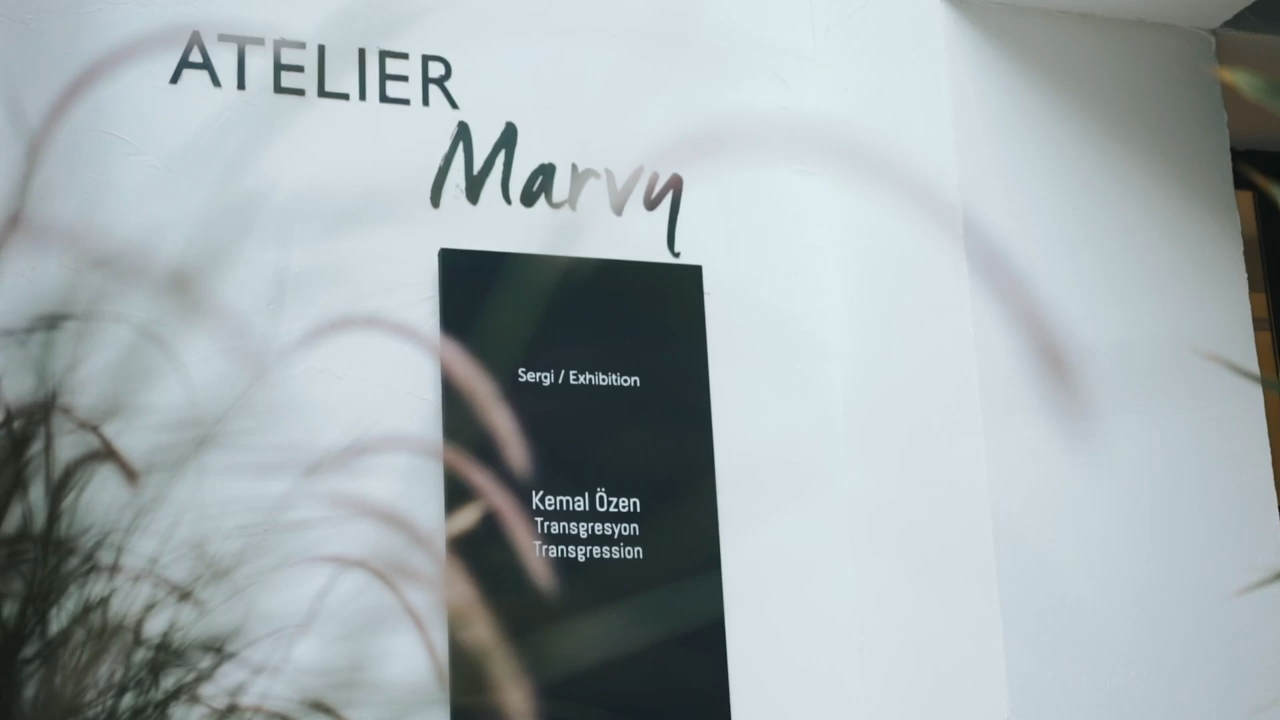 ATELIER
Marvy
Sergi / Exhibition
Kemal Özen
Transgresyon
Transgression